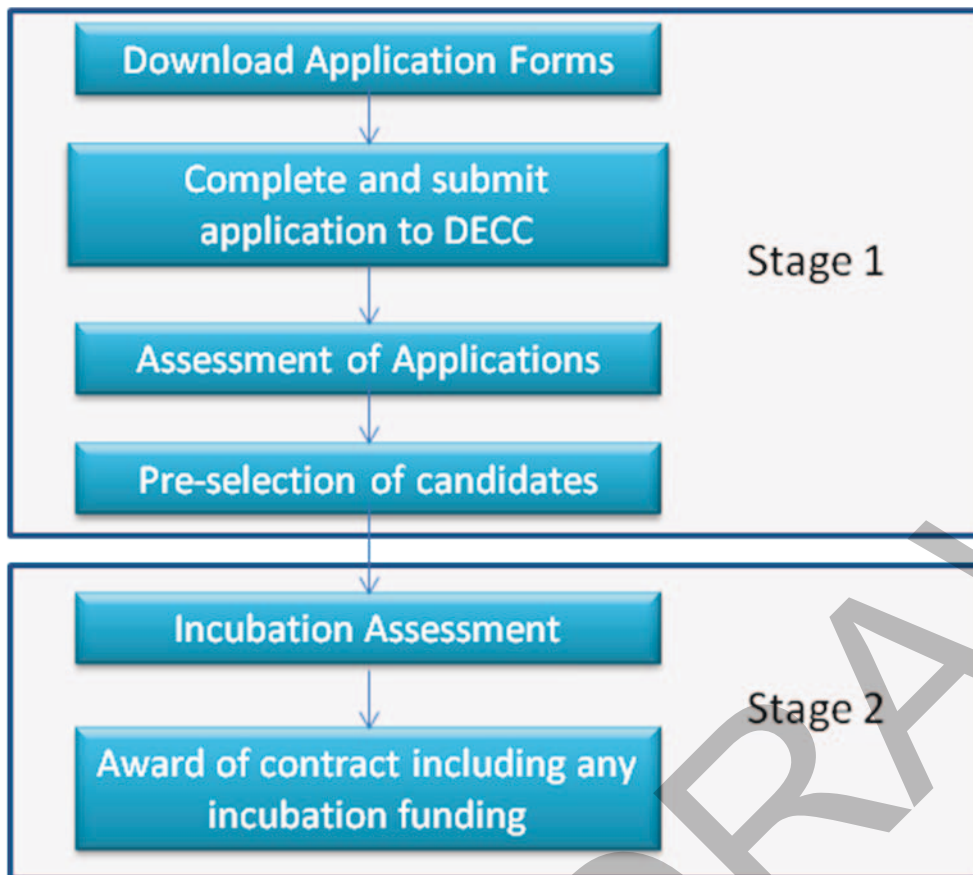 Download Application Forms
Complete and submit
application to DECC
Stage 1
Assessment of Applications
Pre-selection of candidates
Incubation Assessment
Stage 2
Award of contract including any
incubation funding